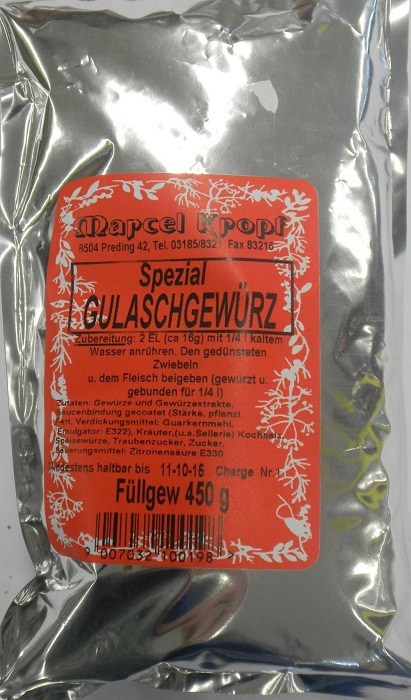 Marcel Kropf
8504 Preding 42, Tel. 03185/8321 Fax 83216
Spezial
GULASCHGEWÜRZ
Zubereitung: 2 EL (ca 16g) mit 1/4 l kaltem
Wasser anrühren. Den gedünsteten
Zwiebeln
u. dem Fleisch beigeben (gewürzt u.
gebunden für 1/4 l)
Zutaten: Gewürze und Gewürzextrakte,
Saucenbindung gecoatet (Stärke, pflanzl.
Fett, Verdickungsmittel: Guarkernmehl,
Emulgator: E322), Kräuter,(u.a.Sellerie) Kochsalz,
Speisewürze, Traubenzucker, Zucker,
Säuerungsmittel: Zitronensäure E330
Mindestens haltbar bis 11-10-16 Charge Nr.
Füllgew 450 g
9 007032 100198